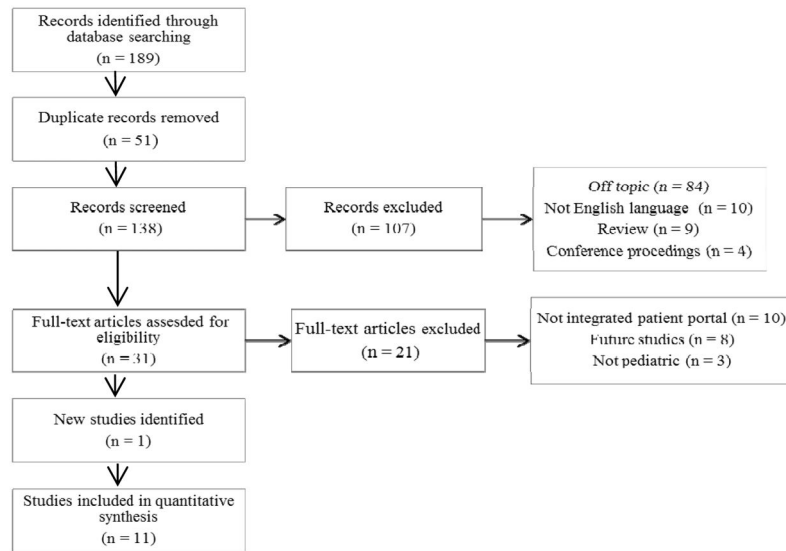 Records identified through
database searching
(n = 189)
Duplicate records removed
(n = 51)
Records screened
(n = 138)
Records excluded
(n = 107)
Off topic (n = 84)
Not English language (n = 10)
Review (n = 9)
Conference procedings (n = 4)
Full-text articles assesded for
eligibility
(n = 31)
Full-text articles excluded
(n = 21)
Not integrated patient portal (n = 10)
Future studies (n = 8)
Not pediatric (n = 3)
New studies identified
(n = 1)
Studies included in quantitative
synthesis
(n = 11)